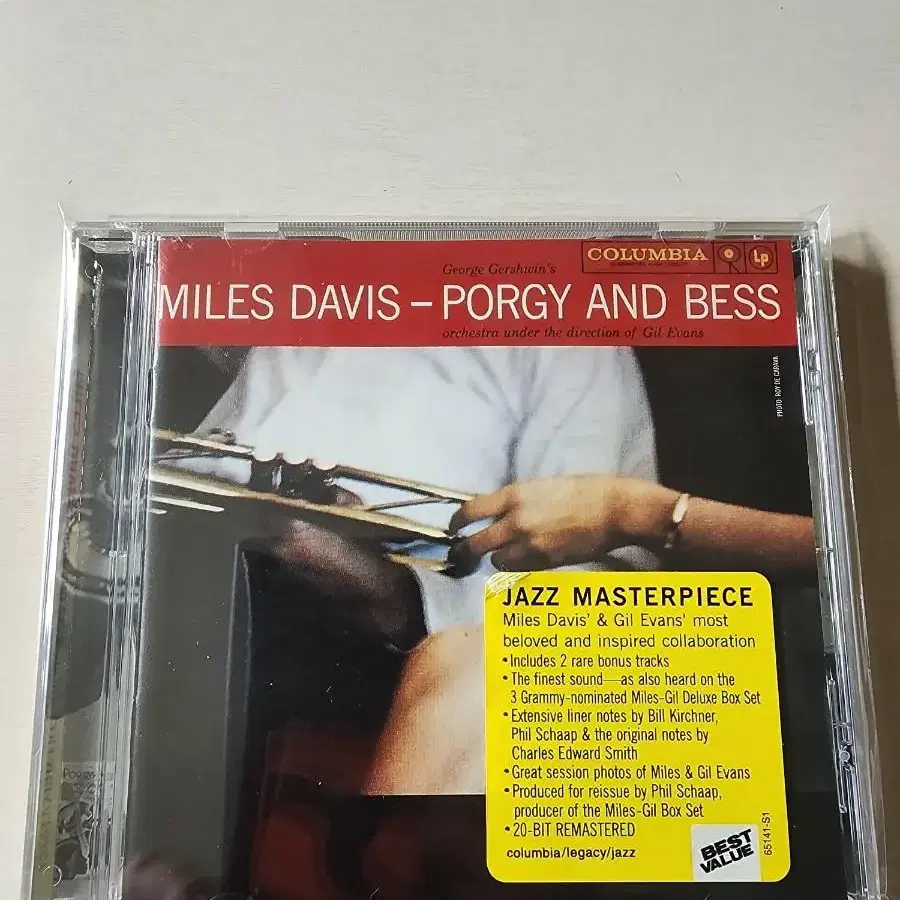 George Gershwin's
COLUMBIA
Lp
MILES DAVIS – PORGY AND BESS
orchestra under the direction of Gil Evans
PHOTO: ROY DE CARAVA
JAZZ MASTERPIECE
Miles Davis' & Gil Evans' most
beloved and inspired collaboration
• Includes 2 rare bonus tracks
• The finest sound—as also heard on the
3 Grammy-nominated Miles-Gil Deluxe Box Set
• Extensive liner notes by Bill Kirchner,
Phil Schaap & the original notes by
Charles Edward Smith
• Great session photos of Miles & Gil Evans
• Produced for reissue by Phil Schaap,
producer of the Miles-Gil Box Set
• 20-BIT REMASTERED
columbia/legacy/jazz
BEST
VALUE
65141-S1